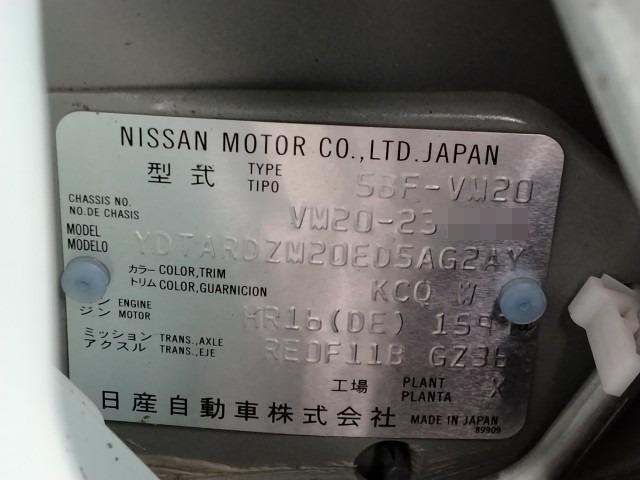 NISSAN MOTOR CO.,LTD.JAPAN
型式 TYPE TIPO 5BF-VM20
CHASSIS NO. NO.DE CHASIS VM20-23
MODEL MODELO YDTARDZM20ED5AG2AY
カラー COLOR,TRIM
トリム COLOR,GUARNICION KCQ W
ENGINE
ジン MOTOR HR16(DE) 159
ミッション TRANS.,AXLE
アクスル TRANS.,EJE RE0F11B GZ36
工場 PLANT PLANTA X
日産自動車株式会社 MADE IN JAPAN
89909